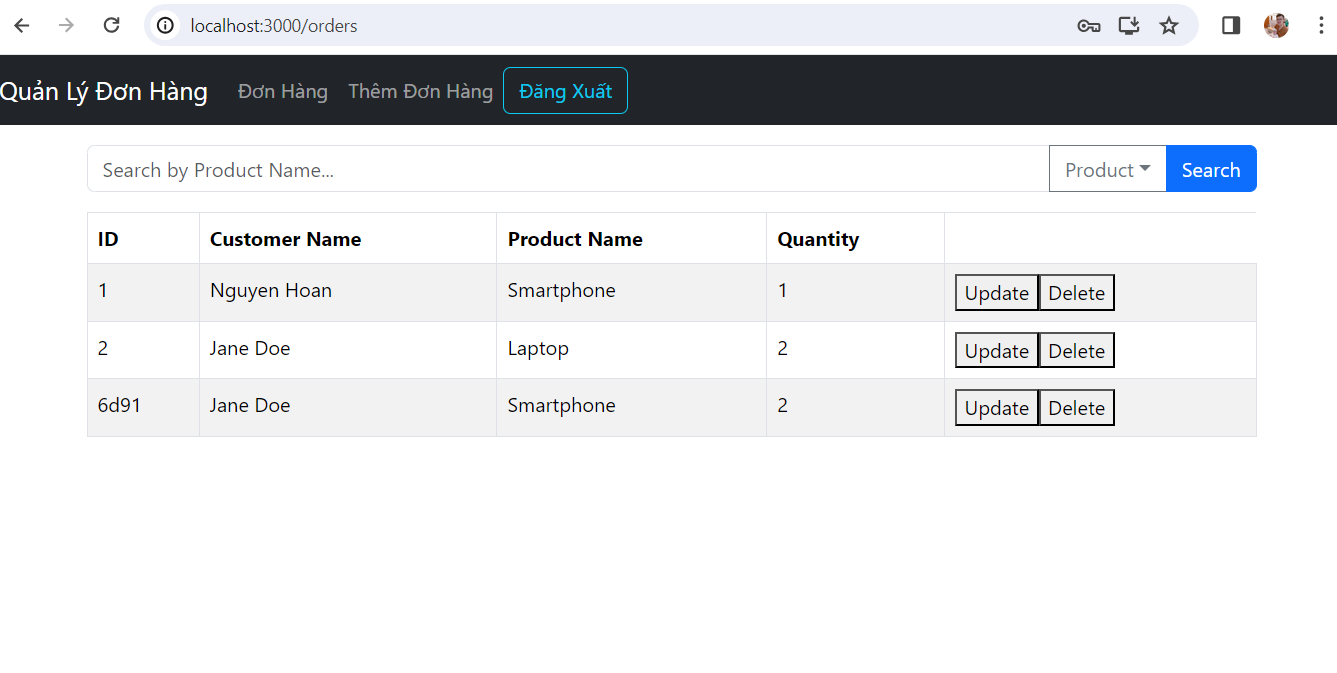 localhost:3000/orders
Quản Lý Đơn Hàng Đơn Hàng Thêm Đơn Hàng Đăng Xuất
Search by Product Name... Product Search
ID Customer Name Product Name Quantity
1 Nguyen Hoan Smartphone 1 Update Delete
2 Jane Doe Laptop 2 Update Delete
6d91 Jane Doe Smartphone 2 Update Delete